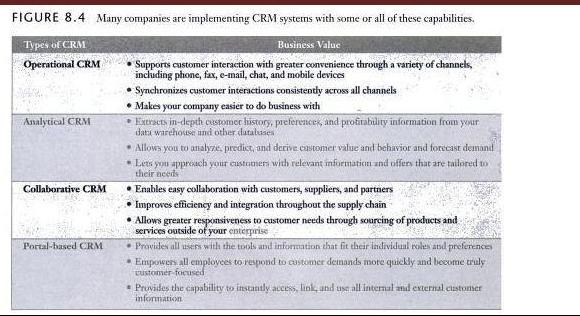 FIGURE 8.4 Many companies are implementing CRM systems with some or all of these capabilities.
Types of CRM Business Value
Operational CRM • Supports customer interaction with greater convenience through a variety of channels,
including phone, fax, e-mail, chat, and mobile devices
• Synchronizes customer interactions consistently across all channels
• Makes your company easier to do business with
Analytical CRM • Extracts in-depth customer history, preferences, and profitability information from your
data warehouse and other databases
• Allows you to analyze, predict, and derive customer value and behavior and forecast demand
• Lets you approach your customers with relevant information and offers that are tailored to
their needs
Collaborative CRM • Enables easy collaboration with customers, suppliers, and partners
• Improves efficiency and integration throughout the supply chain
• Allows greater responsiveness to customer needs through sourcing of products and
services outside of your enterprise
Portal-based CRM • Provides all users with the tools and information that fit their individual roles and preferences
• Empowers all employees to respond to customer demands more quickly and become truly
customer-focused
• Provides the capability to instantly access, link, and use all internal and external customer
information